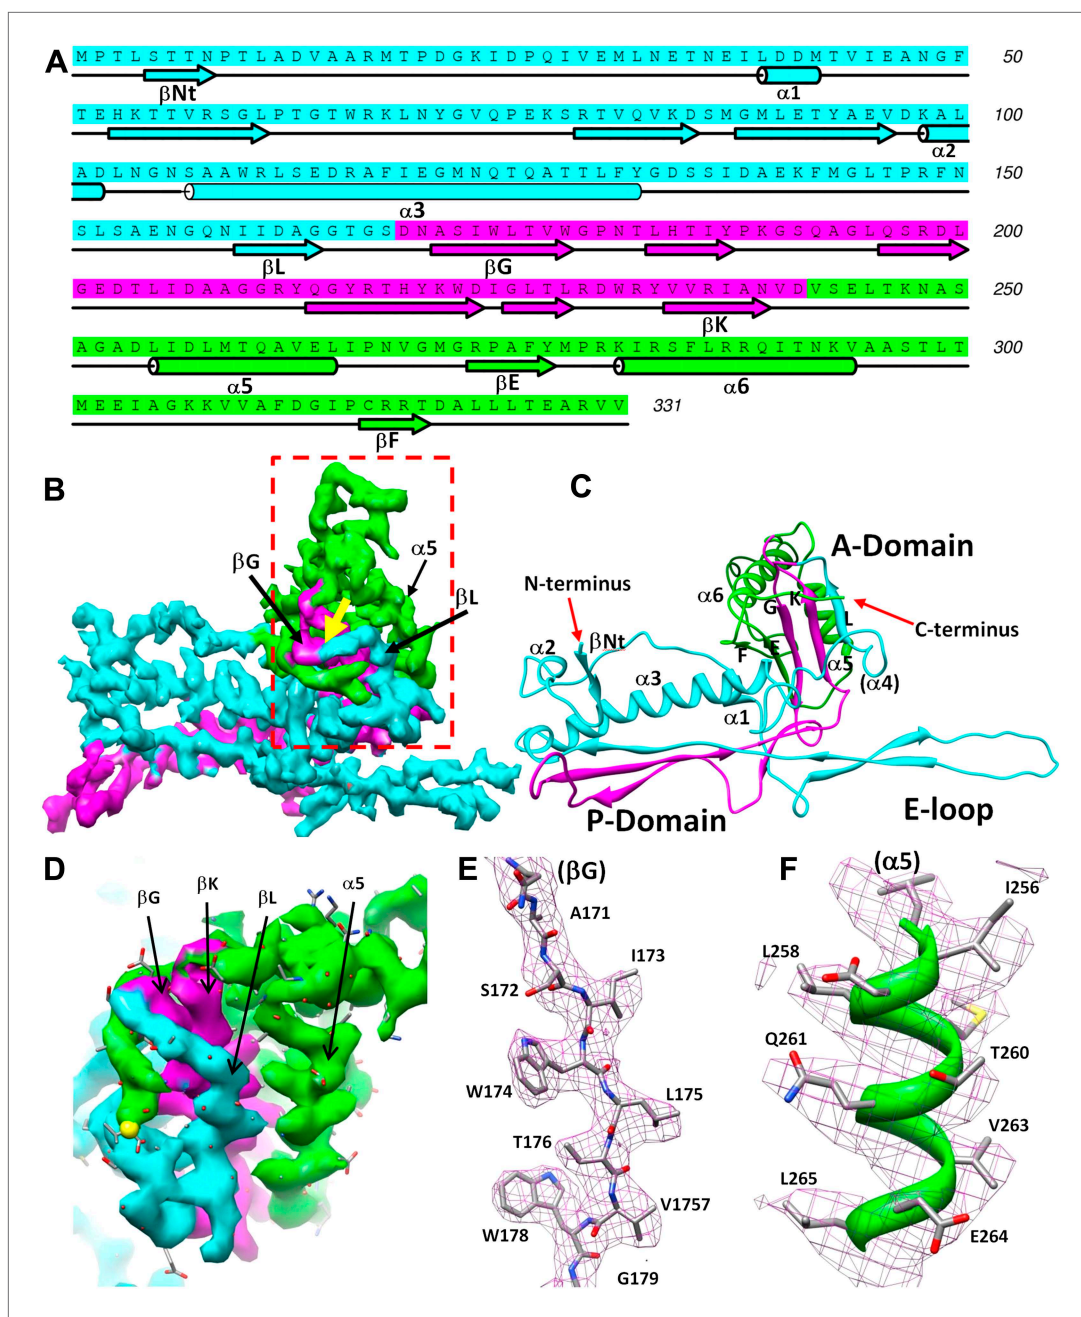 A
M P T L S T T N P T L A D V A A R M T P D G K I D P Q I V E M L N E T N E I L D D M T V I E A N G F 50
βNt α1
T E H K T T V R S G L P T G T W R K L N Y G V Q P E K S R T V Q V K D S M G M L E T Y A E V D K A L 100
α2
A D L N G N S A A W R L S E D R A F I E G M N Q T Q A T T L F Y G D S S I D A E K F M G L T P R F N 150
α3
S L S A E N G Q N I I D A G G T G S D N A S I W L T V W G P N T L H T I Y P K G S Q A G L Q S R D L 200
βL βG
G E D T L I D A A G G R Y Q G Y R T H Y K W D I G L T L R D W R Y V V R I A N V D V S E L T K N A S 250
βK
A G A D L I D L M T Q A V E L I P N V G M G R P A F Y M P R K I R S F L R R Q I T N K V A A S T L T 300
α5 βE α6
M E E I A G K K V V A F D G I P C R R T D A L L L T E A R V V 331
βF
B
βG
α5
βL
C
A-Domain
N-terminus
α6
G K
L
C-terminus
α2
βNt
F E
α5
(α4)
α3
α1
P-Domain
E-loop
D
βG
βK
βL
α5
E
(βG)
A171
I173
S172
W174
L175
T176
V1757
W178
G179
F
(α5)
I256
L258
Q261
T260
V263
L265
E264